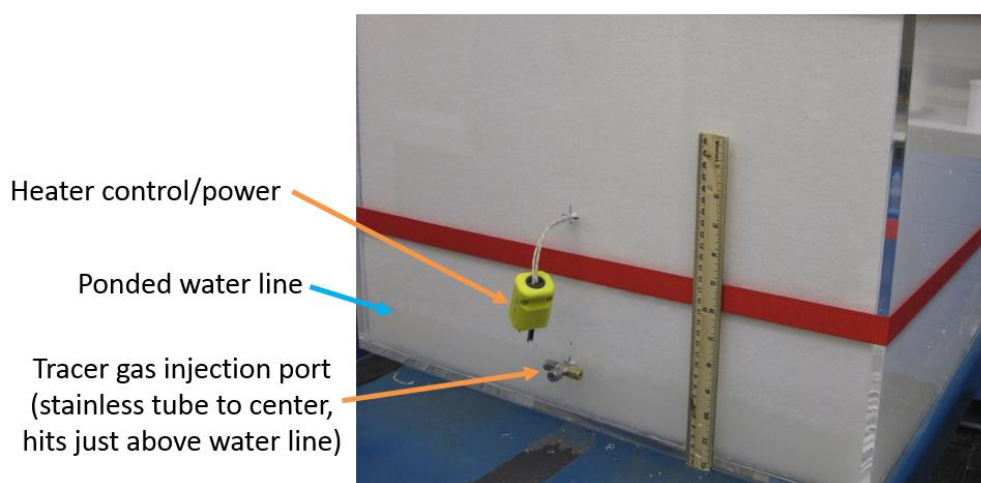 Heater control/power
Ponded water line
Tracer gas injection port
(stainless tube to center,
hits just above water line)